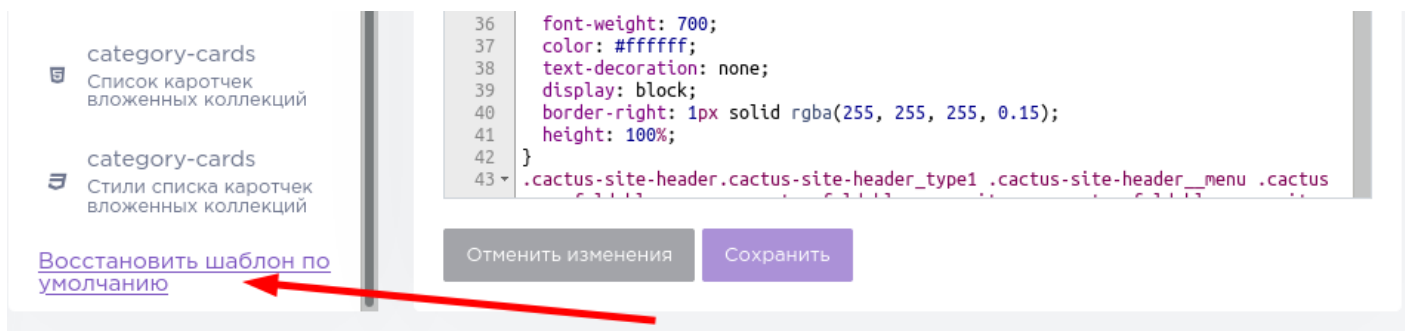 category-cards
Список кароточек
вложенных коллекций
category-cards
Стили списка кароточек
вложенных коллекций
Восстановить шаблон по
умолчанию
36 font-weight: 700;
37 color: #ffffff;
38 text-decoration: none;
39 display: block;
40 border-right: 1px solid rgba(255, 255, 255, 0.15);
41 height: 100%;
42 }
43 .cactus-site-header.cactus-site-header_type1 .cactus-site-header__menu .cactus
Отменить изменения
Сохранить